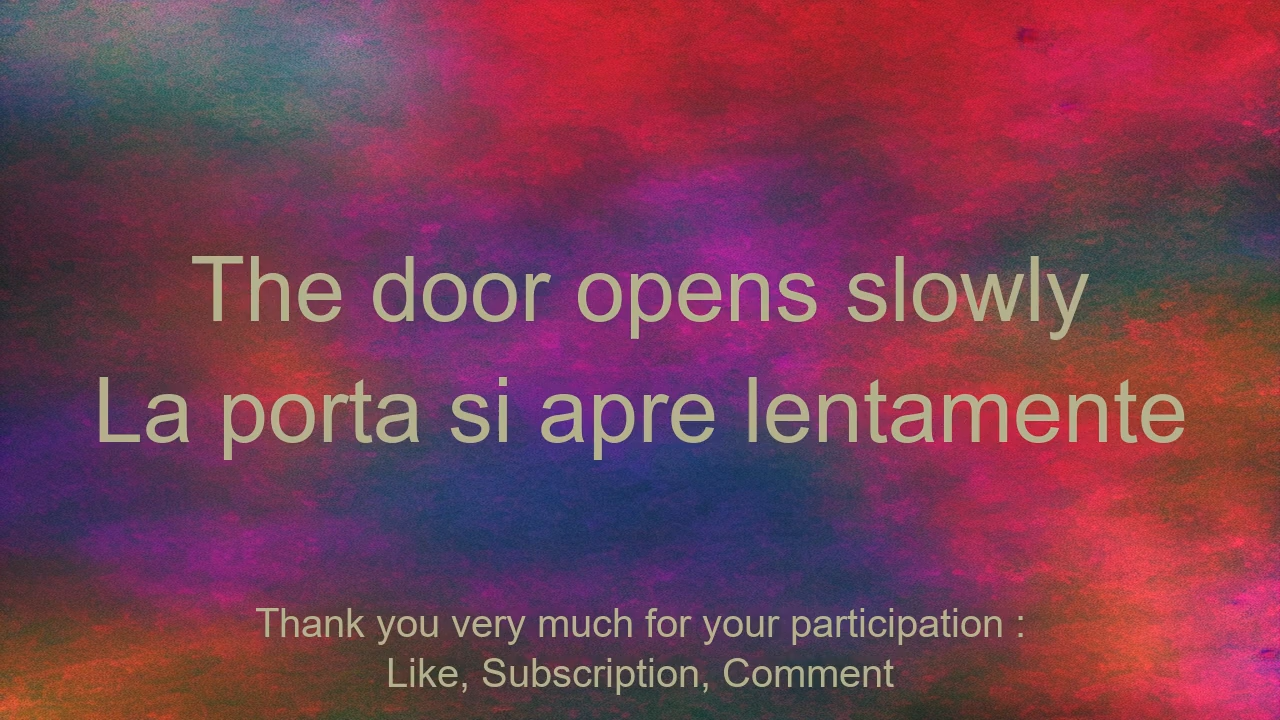 The door opens slowly
La porta si apre lentamente
Thank you very much for your participation :
Like, Subscription, Comment